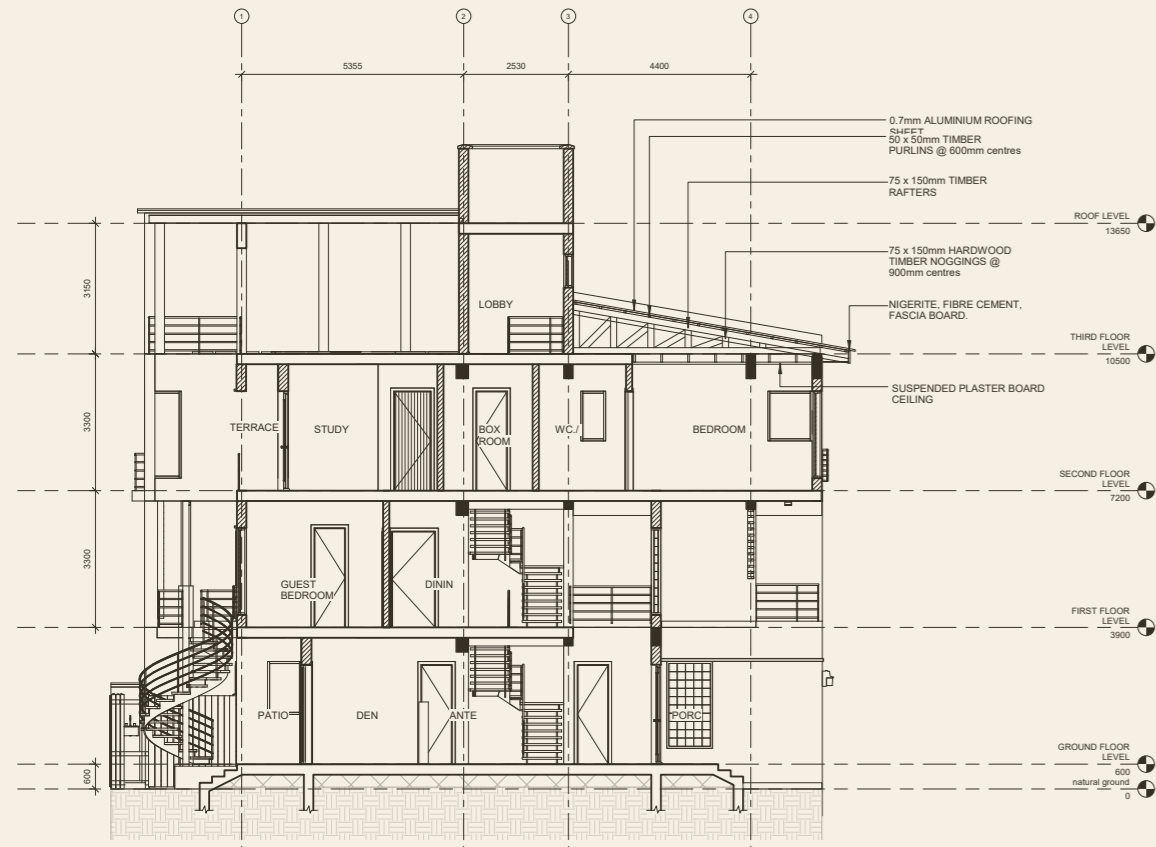 1
2
3
4
5355
2530
4400
0.7mm ALUMINIUM ROOFING
SHEET
50 x 50mm TIMBER
PURLINS @ 600mm centres
75 x 150mm TIMBER
RAFTERS
ROOF LEVEL
13650
75 x 150mm HARDWOOD
TIMBER NOGGINGS @
900mm centres
3150
LOBBY
NIGERITE, FIBRE CEMENT,
FASCIA BOARD.
THIRD FLOOR
LEVEL
10500
SUSPENDED PLASTER BOARD
CEILING
3300
TERRACE
STUDY
BOX
ROOM
WC./
BEDROOM
SECOND FLOOR
LEVEL
7200
3300
GUEST
BEDROOM
DININ
FIRST FLOOR
LEVEL
3900
PATIO
DEN
ANTE
PORC
GROUND FLOOR
LEVEL
600
600
natural ground
0